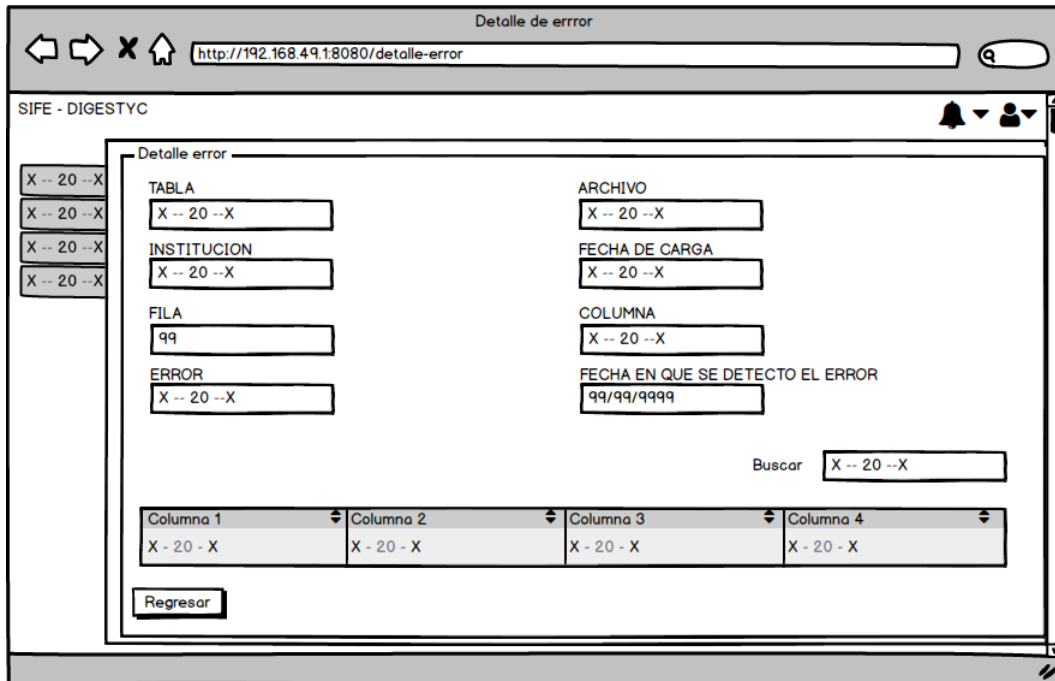 Detalle de errror
http://192.168.49.1:8080/detalle-error
SIFE - DIGESTYC
X -- 20 --X
X -- 20 --X
X -- 20 --X
X -- 20 --X
Detalle error
TABLA
X -- 20 --X
ARCHIVO
X -- 20 --X
INSTITUCION
X -- 20 --X
FECHA DE CARGA
X -- 20 --X
FILA
99
COLUMNA
X -- 20 --X
ERROR
X -- 20 --X
FECHA EN QUE SE DETECTO EL ERROR
99/99/9999
Buscar X -- 20 --X
Columna 1 Columna 2 Columna 3 Columna 4
X - 20 - X X - 20 - X X - 20 - X X - 20 - X
Regresar